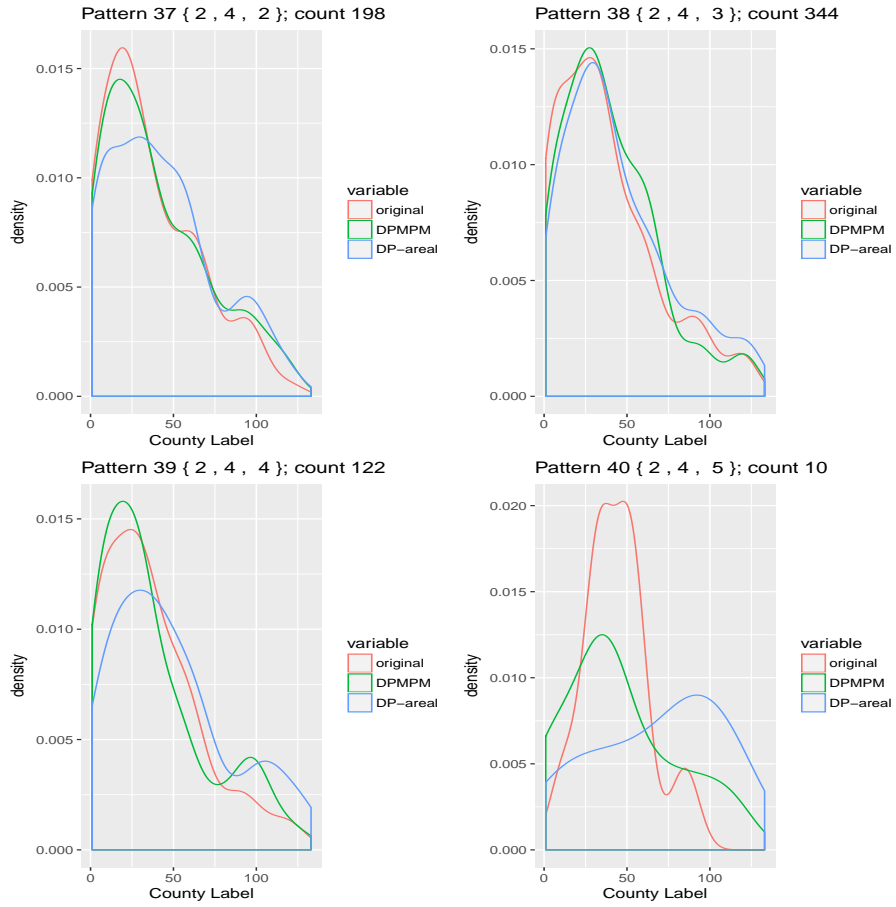 Pattern 37 { 2 , 4 , 2 }; count 198
0.015
0.010
0.005
0.000
density
0
50
100
County Label
variable
original
DPMPM
DP−areal
Pattern 38 { 2 , 4 , 3 }; count 344
0.015
0.010
0.005
0.000
density
0
50
100
County Label
variable
original
DPMPM
DP−areal
Pattern 39 { 2 , 4 , 4 }; count 122
0.015
0.010
0.005
0.000
density
0
50
100
County Label
variable
original
DPMPM
DP−areal
Pattern 40 { 2 , 4 , 5 }; count 10
0.020
0.015
0.010
0.005
0.000
density
0
50
100
County Label
variable
original
DPMPM
DP−areal